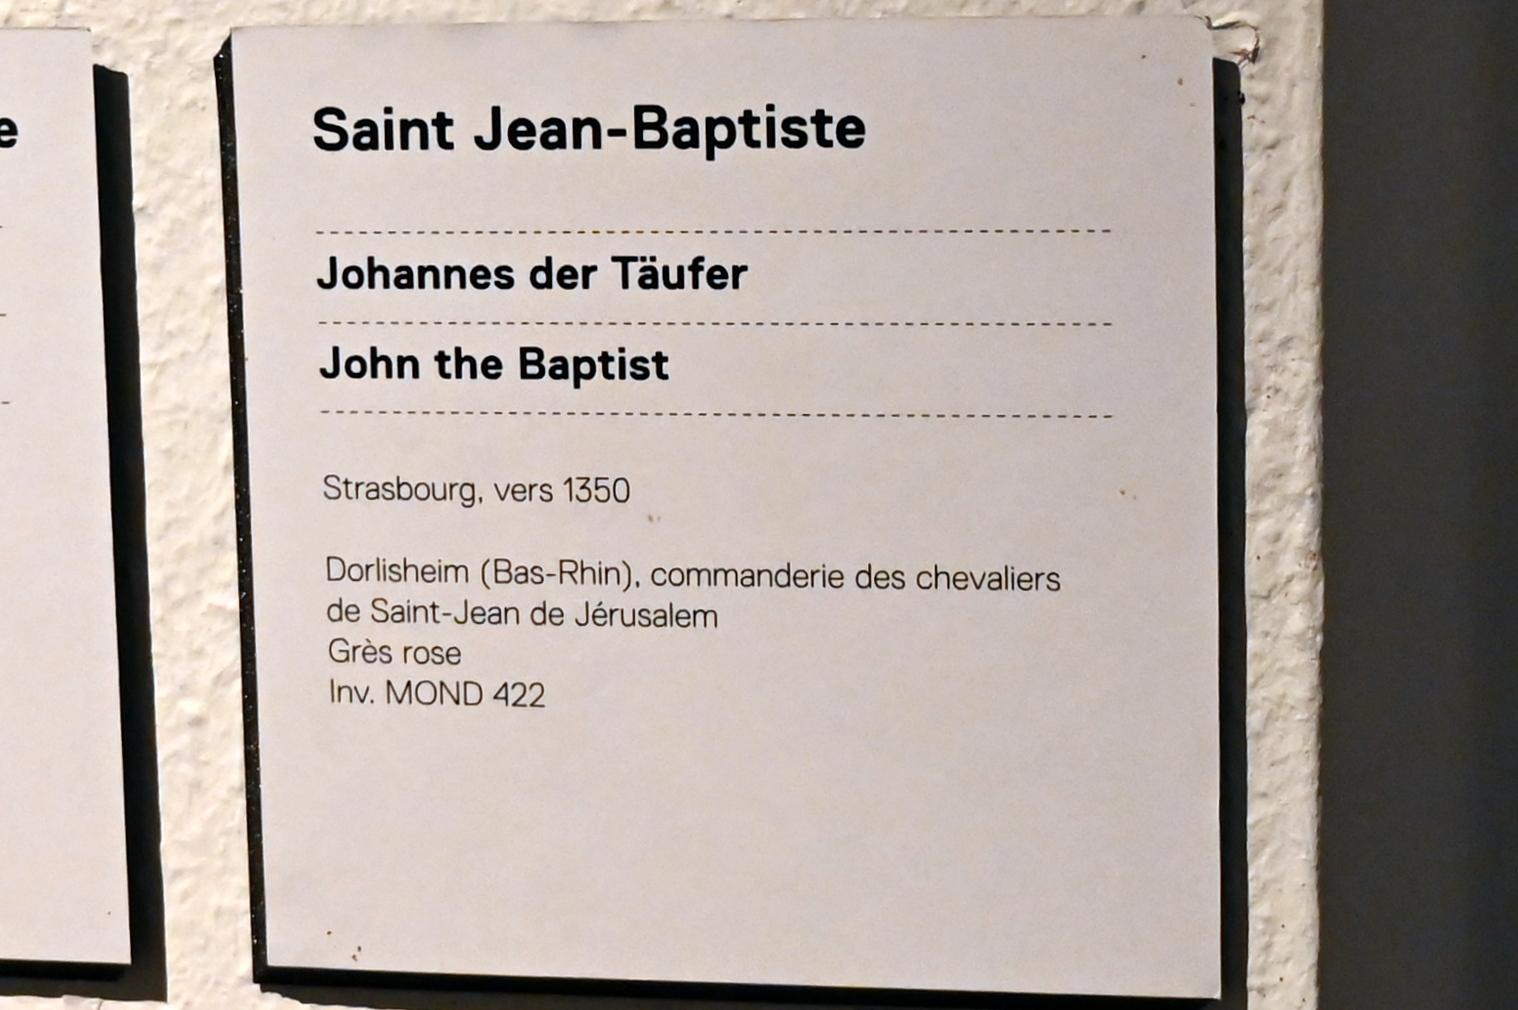 Saint Jean-Baptiste
Johannes der Täufer
John the Baptist
Strasbourg, vers 1350
Dorlisheim (Bas-Rhin), commanderie des chevaliers
de Saint-Jean de Jérusalem
Grès rose
Inv. MOND 422